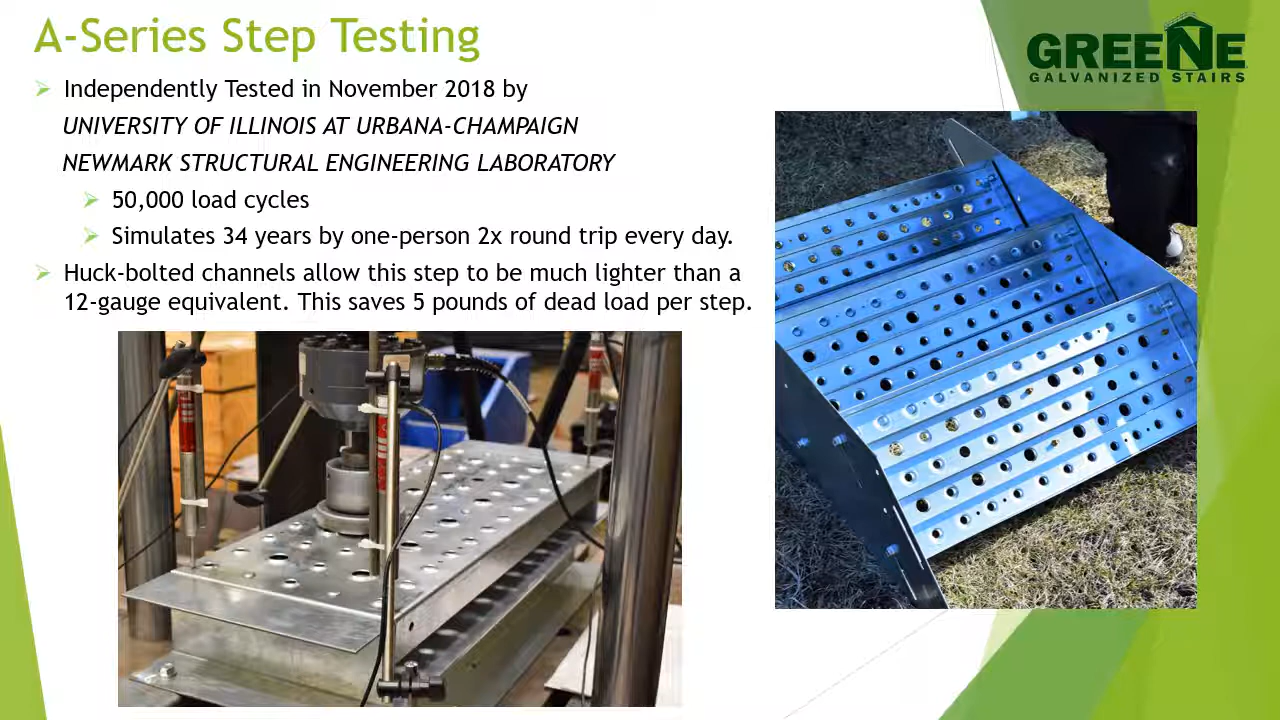 A-Series Step Testing
GREENE
GALVANIZED STAIRS
Independently Tested in November 2018 by
UNIVERSITY OF ILLINOIS AT URBANA-CHAMPAIGN
NEWMARK STRUCTURAL ENGINEERING LABORATORY
50,000 load cycles
Simulates 34 years by one-person 2x round trip every day.
Huck-bolted channels allow this step to be much lighter than a
12-gauge equivalent. This saves 5 pounds of dead load per step.